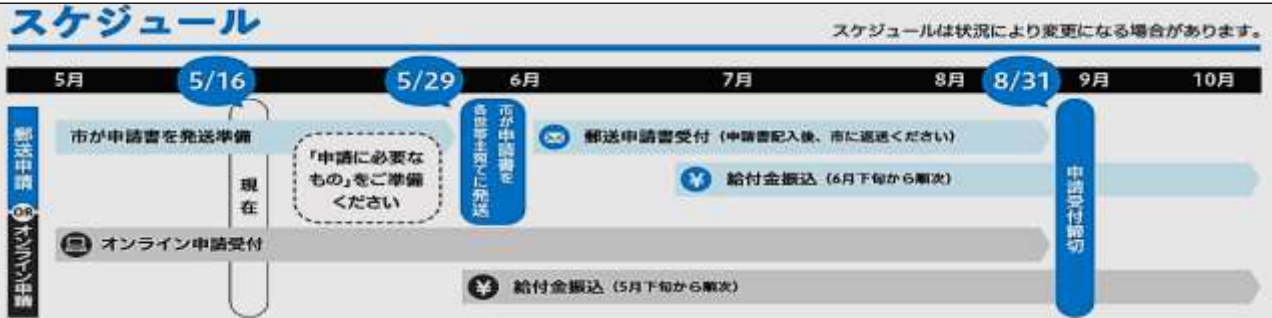 スケジュール
スケジュールは状況により変更になる場合があります。
5月
5/16
5/29
6月
7月
8月
8/31
9月
10月
郵送申請
OR
オンライン申請
市が申請書を発送準備
現在
「申請に必要な
もの」をご準備
ください
市が申請書を
各世帯主宛てに発送
郵送申請書受付（申請書記入後、市に返送ください）
給付金振込（6月下旬から順次）
申請受付締切
オンライン申請受付
給付金振込（5月下旬から順次）